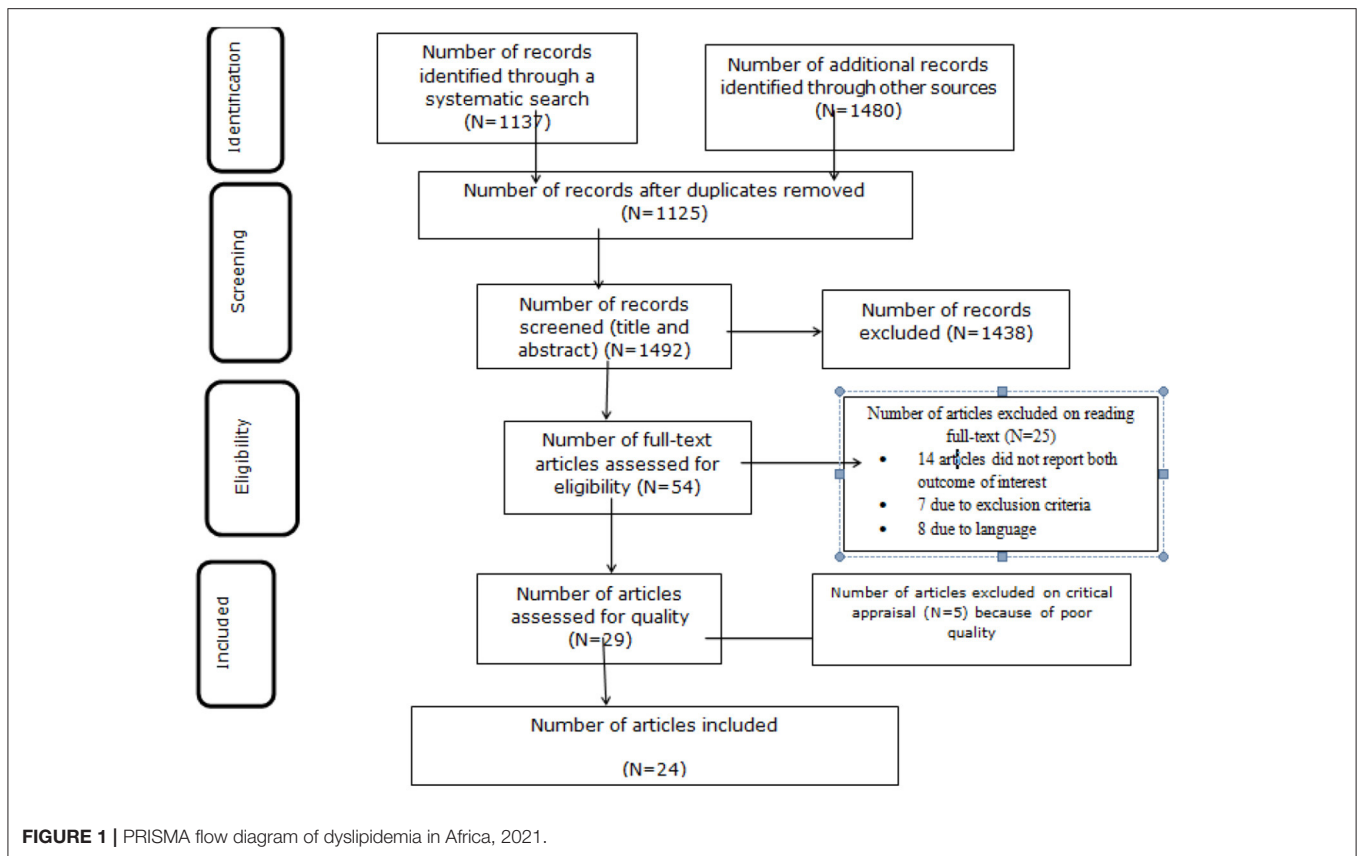 Identification
Number of records
identified through a
systematic search
(N=1137)
Number of additional records
identified through other sources
(N=1480)
Number of records after duplicates removed
(N=1125)
Screening
Number of records
screened (title and
abstract) (N=1492)
Number of records
excluded (N=1438)
Eligibility
Number of full-text
articles assessed for
eligibility (N=54)
Number of articles excluded on reading
full-text (N=25)
• 14 articles did not report both
outcome of interest
• 7 due to exclusion criteria
• 8 due to language
Included
Number of articles
assessed for quality
(N=29)
Number of articles excluded on critical
appraisal (N=5) because of poor
quality
Number of articles included
(N=24)
FIGURE 1 | PRISMA flow diagram of dyslipidemia in Africa, 2021.